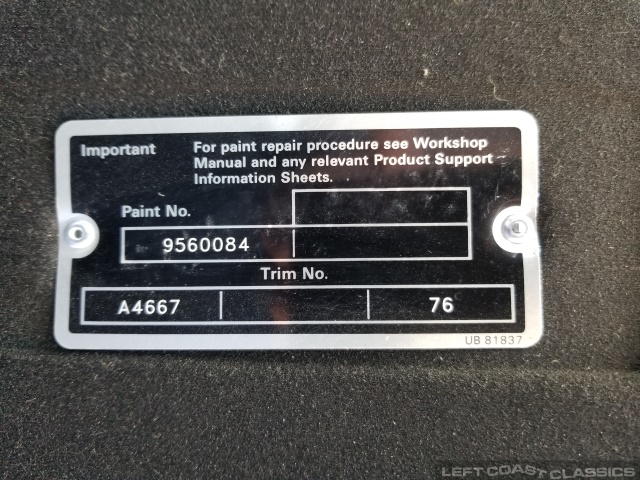 Important
For paint repair procedure see Workshop
Manual and any relevant Product Support
Information Sheets.
Paint No.
9560084
Trim No.
A4667 76
UB 81837
LEFT COAST CLASSICS